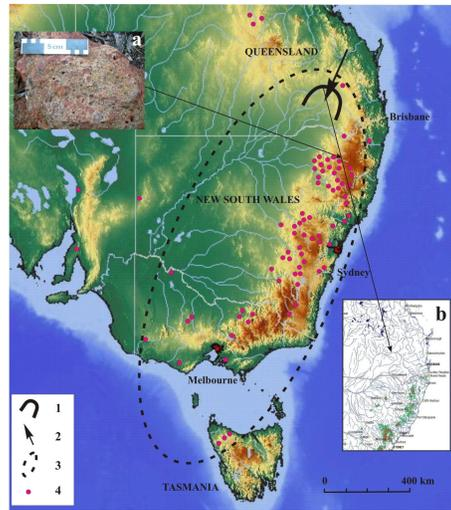 a
5 cm
QUEENSLAND
Brisbane
NEW SOUTH WALES
Sydney
b
Melbourne
1
2
3
4
TASMANIA
0 400 km